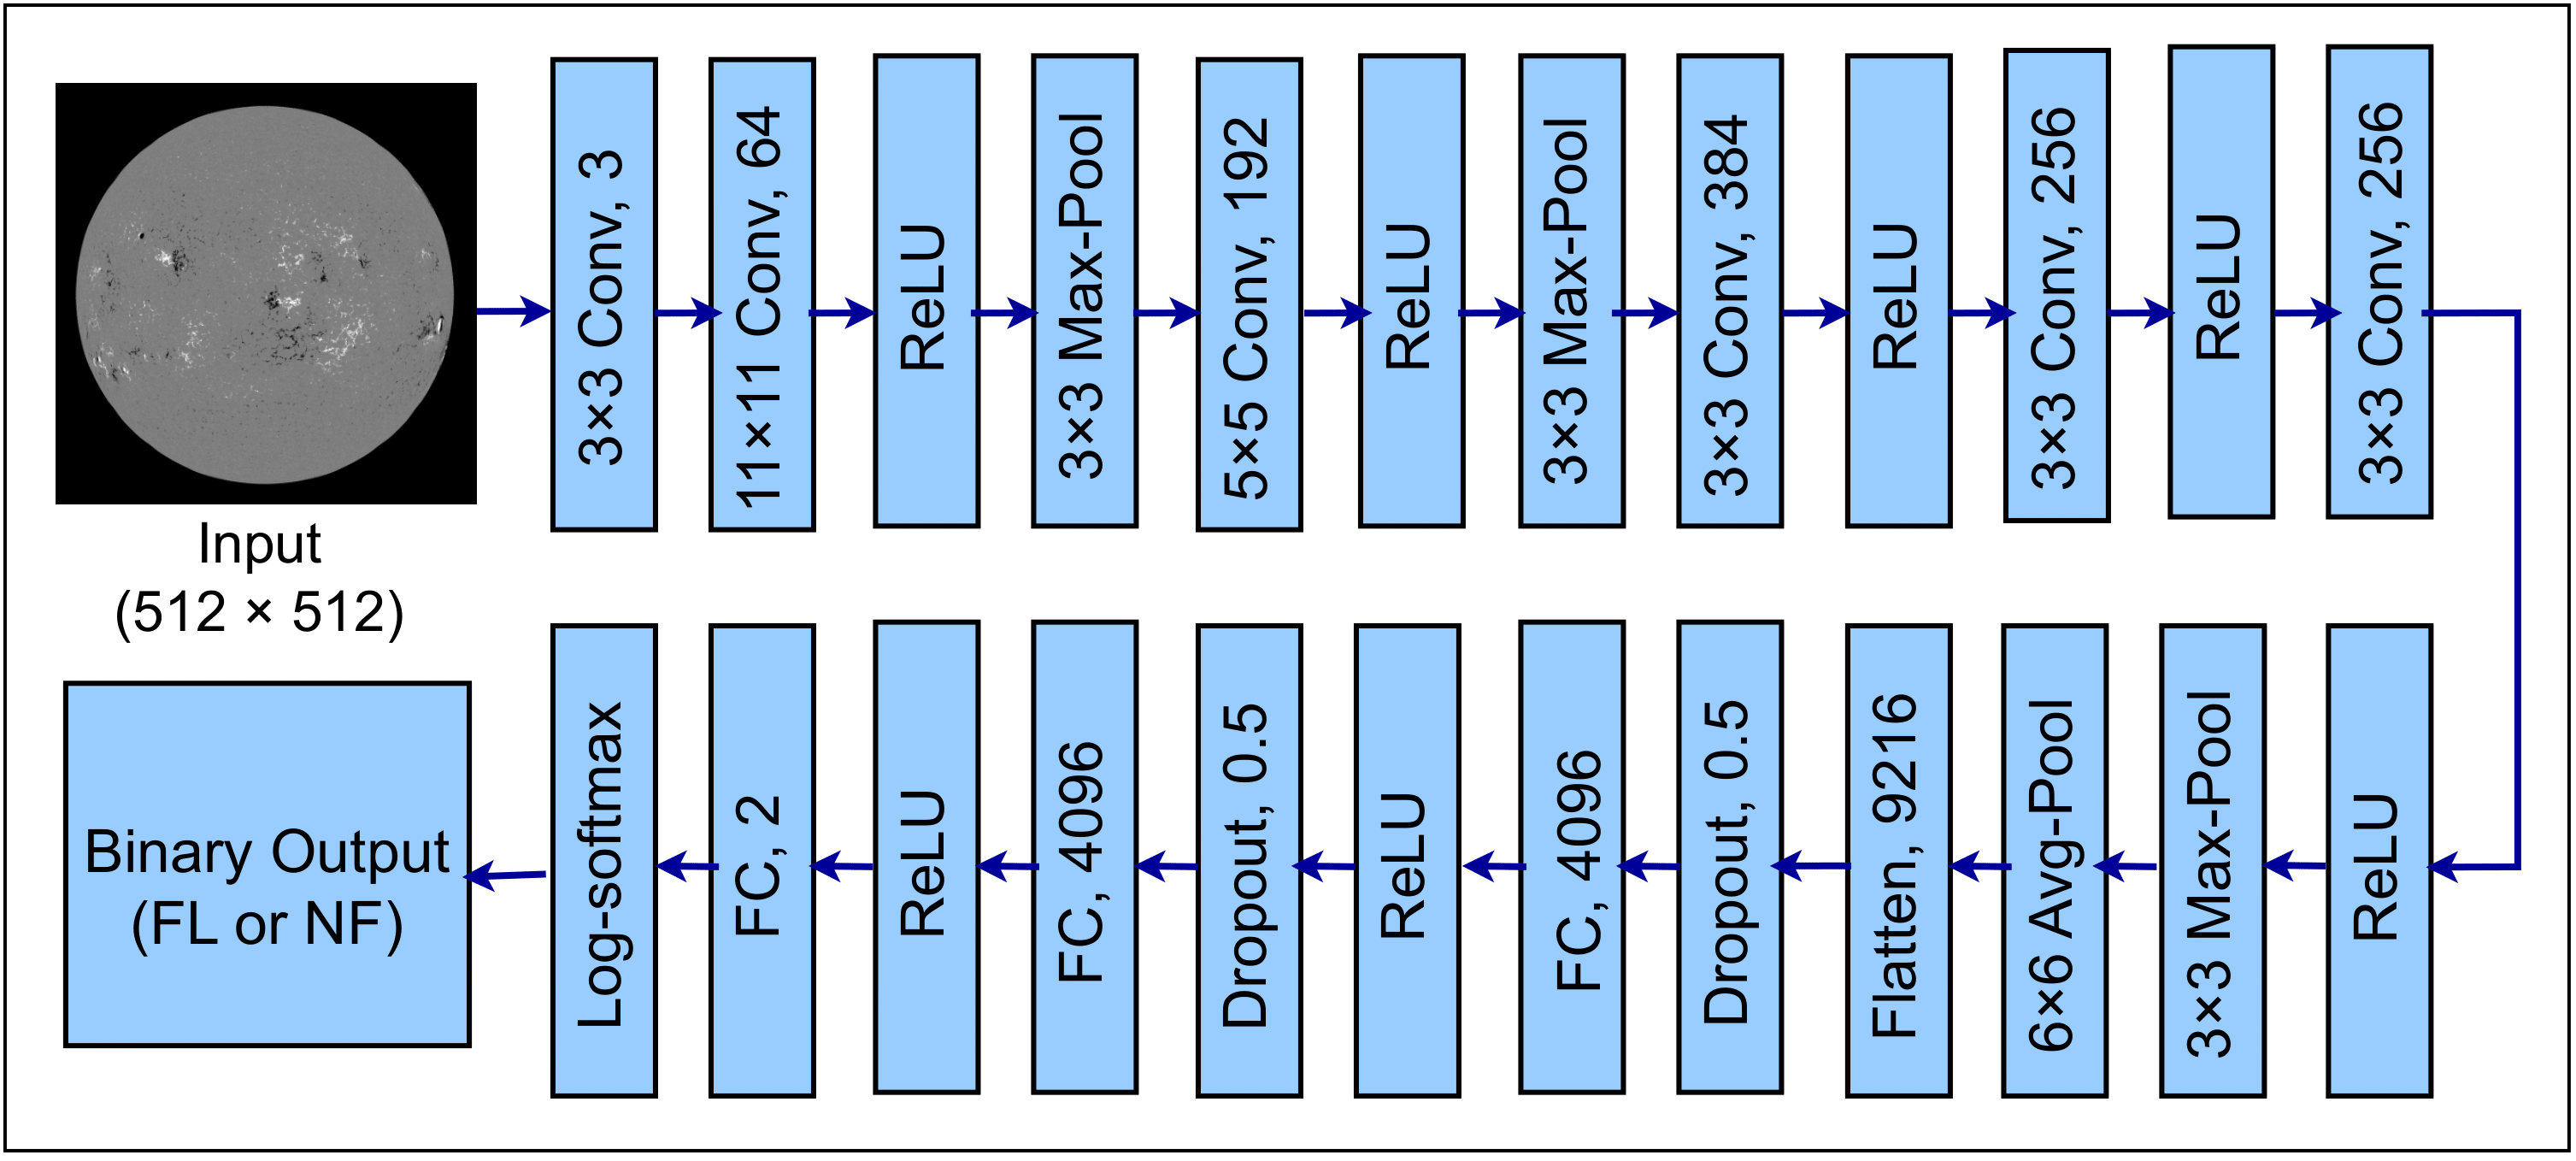 3×3 Conv, 3
11×11 Conv, 64
ReLU
3×3 Max-Pool
5×5 Conv, 192
ReLU
3×3 Max-Pool
3×3 Conv, 384
ReLU
3×3 Conv, 256
ReLU
3×3 Conv, 256
Input
(512 × 512)
ReLU
3×3 Max-Pool
6×6 Avg-Pool
Flatten, 9216
Dropout, 0.5
FC, 4096
ReLU
Dropout, 0.5
FC, 4096
ReLU
FC, 2
Log-softmax
Binary Output
(FL or NF)